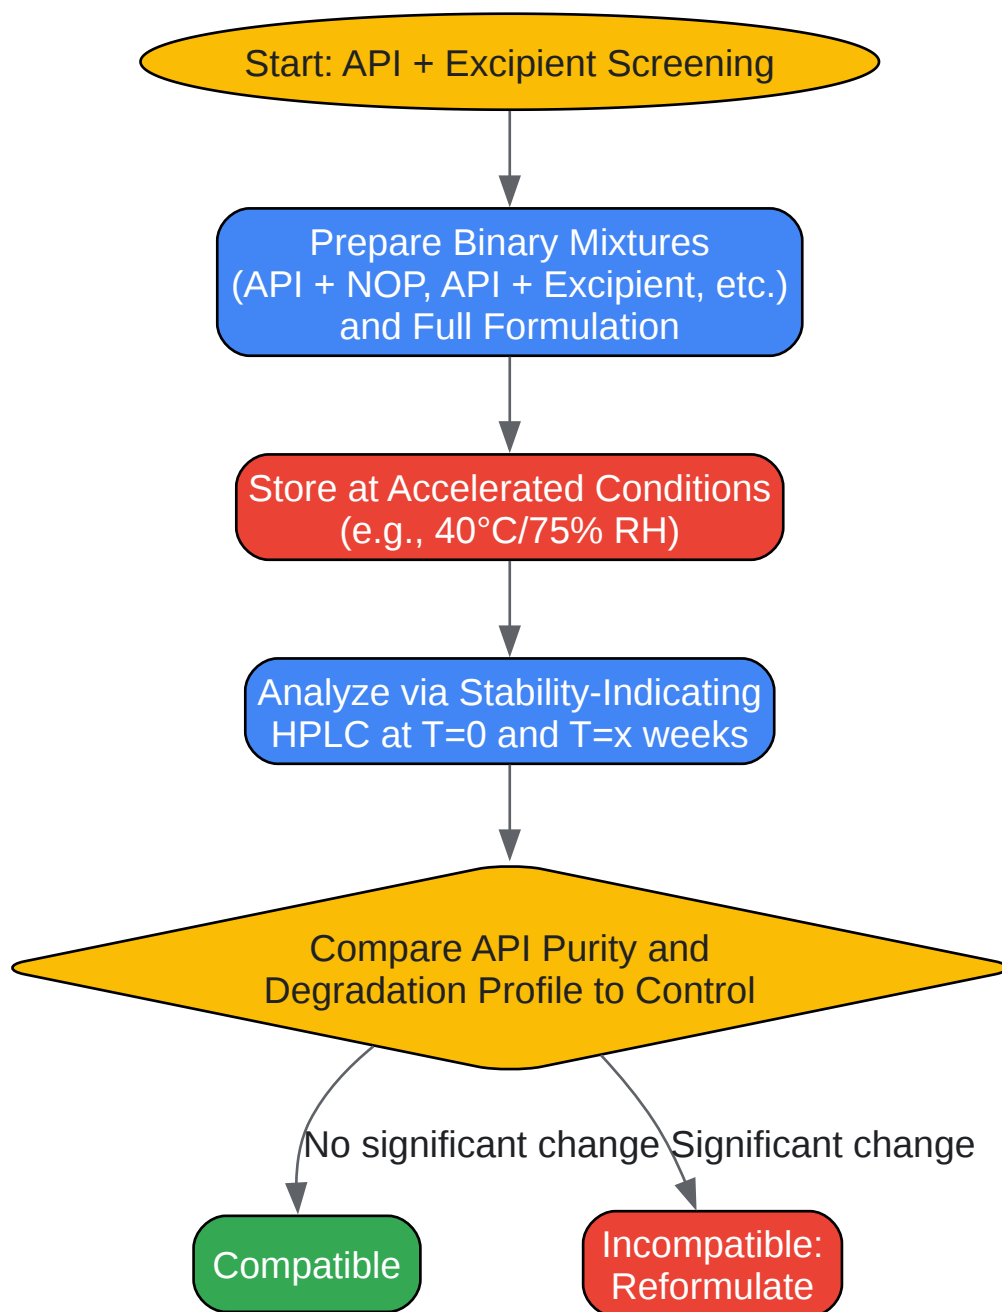 Start: API + Excipient Screening
Prepare Binary Mixtures
(API + NOP, API + Excipient, etc.)
and Full Formulation
Store at Accelerated Conditions
(e.g., 40°C/75% RH)
Analyze via Stability-Indicating
HPLC at T=0 and T=x weeks
Compare API Purity and
Degradation Profile to Control
No significant change
Significant change
Compatible
Incompatible:
Reformulate